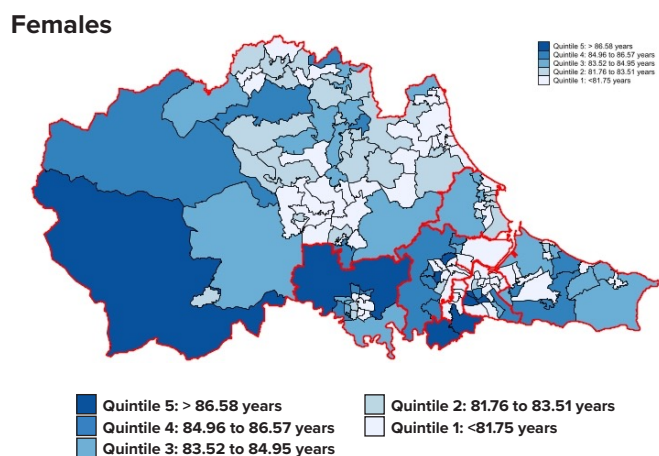 Females
Quintile 5: > 86.58 years
Quintile 4: 84.96 to 86.57 years
Quintile 3: 83.52 to 84.95 years
Quintile 2: 81.76 to 83.51 years
Quintile 1: <81.75 years
Quintile 5: > 86.58 years
Quintile 4: 84.96 to 86.57 years
Quintile 3: 83.52 to 84.95 years
Quintile 2: 81.76 to 83.51 years
Quintile 1: <81.75 years